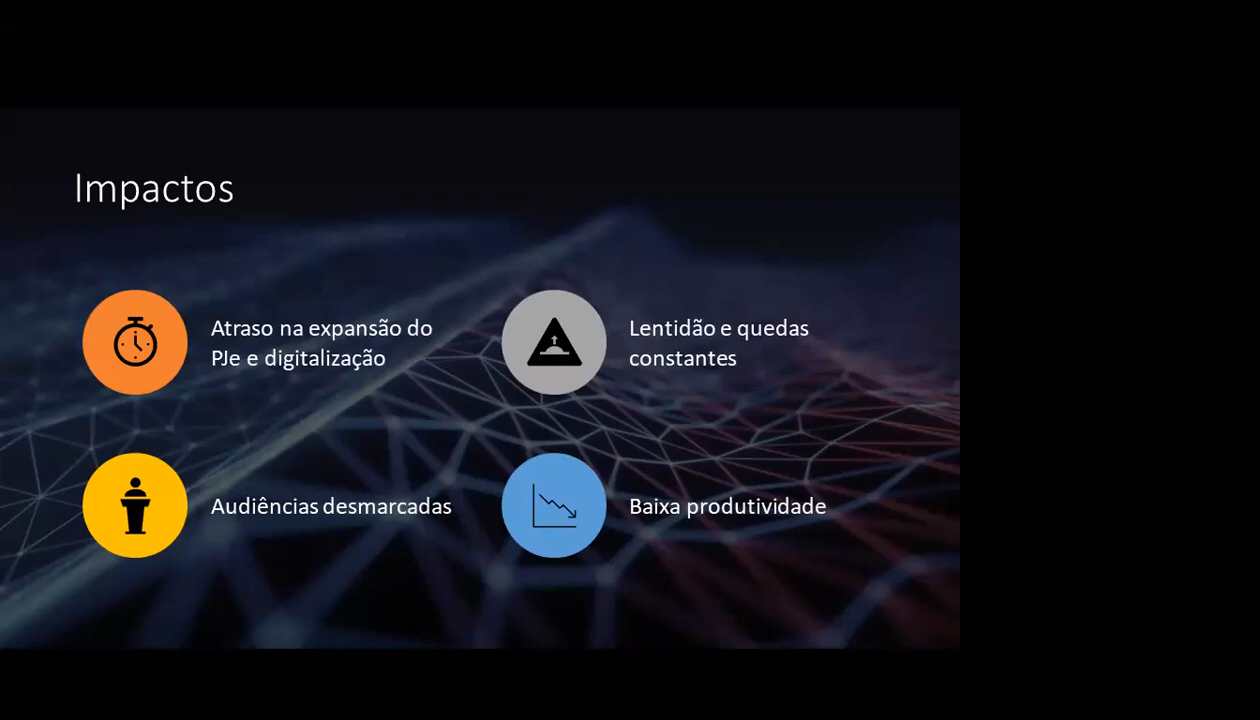 Impactos
Atraso na expansão do
PJe e digitalização
Lentidão e quedas
constantes
Audiências desmarcadas
Baixa produtividade